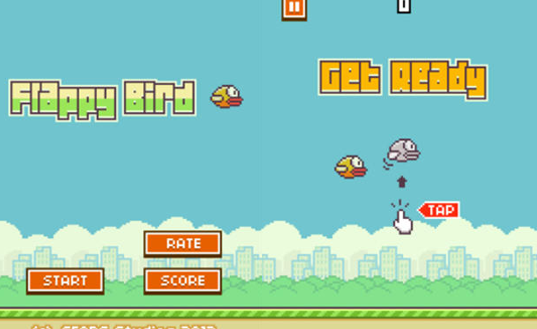 Flappy Bird
Get Ready
TAP
RATE
START
SCORE